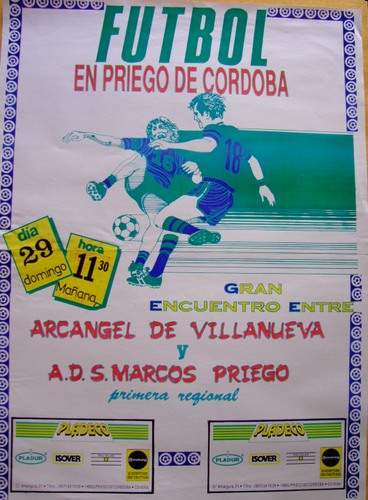 FUTBOL
EN PRIEGO DE CORDOBA
18
día
29
domingo
hora
11'30
Mañana
GRAN
ENCUENTRO ENTRE
ARCANGEL DE VILLANUEVA
y
A.D. S. MARCOS PRIEGO
primera regional
PLADECO
PLADUR
ISOVER
PLADECO
PLADUR
ISOVER